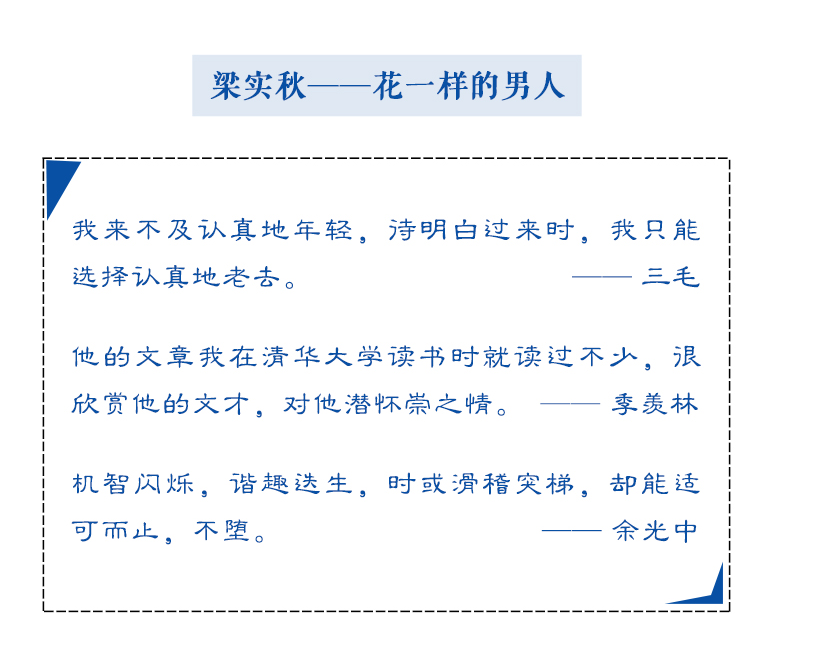 梁实秋——花一样的男人
我来不及认真地年轻，待明白过来时，我只能
选择认真地老去。 —— 三毛
他的文章我在清华大学读书时就读过不少，很
欣赏他的文才，对他潜怀崇之情。 —— 季羡林
机智闪烁，谐趣迭生，时或滑稽突梯，却能适
可而止，不堕。 —— 余光中